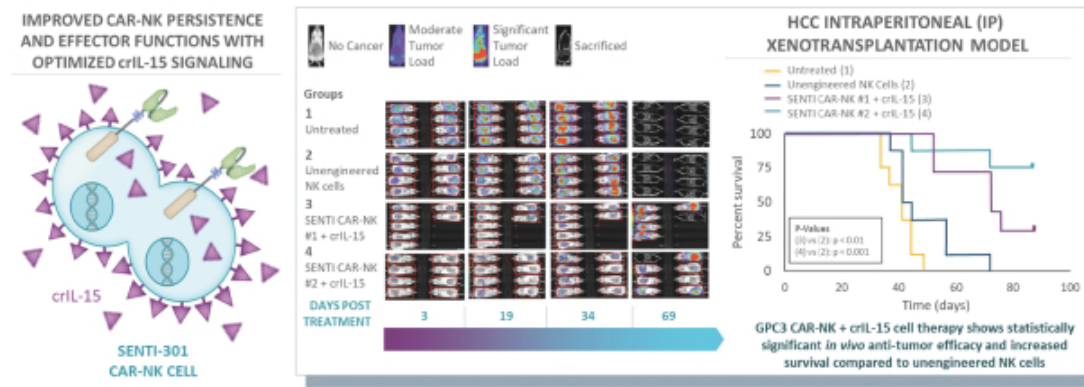 IMPROVED CAR-NK PERSISTENCE
AND EFFECTOR FUNCTIONS WITH
OPTIMIZED crIL-15 SIGNALING
crIL-15
SENTI-301
CAR-NK CELL
No Cancer
Moderate
Tumor
Load
Significant
Tumor
Load
Sacrificed
Groups
1
Untreated
2
Unengineered
NK cells
3
SENTI CAR-NK
#1 + crIL-15
4
SENTI CAR-NK
#2 + crIL-15
DAYS POST
TREATMENT
3
19
34
69
HCC INTRAPERITONEAL (IP)
XENOTRANSPLANTATION MODEL
Untreated (1)
Unengineered NK Cells (2)
SENTI CAR-NK #1 + crIL-15 (3)
SENTI CAR-NK #2 + crIL-15 (4)
Percent survival
100
75
50
25
0
P-Values
(3) vs (2): p < 0.01
(4) vs (2): p < 0.001
0 20 40 60 80 100
Time (days)
GPC3 CAR-NK + crIL-15 cell therapy shows statistically
significant in vivo anti-tumor efficacy and increased
survival compared to unengineered NK cells